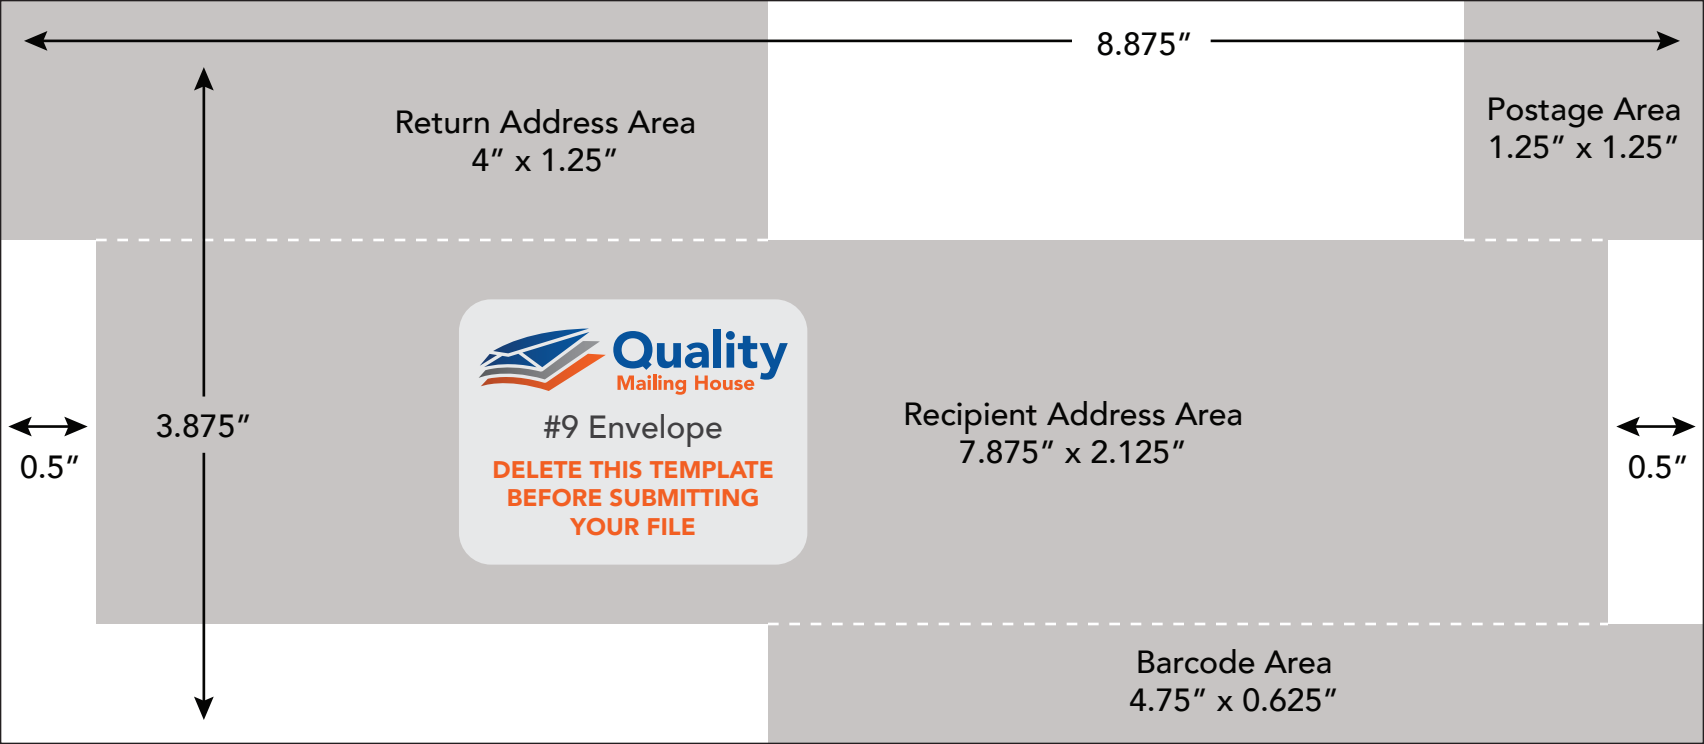 8.875″
Return Address Area
4″ x 1.25″
Postage Area
1.25″ x 1.25″
Quality
Mailing House
#9 Envelope
DELETE THIS TEMPLATE
BEFORE SUBMITTING
YOUR FILE
3.875″
0.5″
Recipient Address Area
7.875″ x 2.125″
0.5″
Barcode Area
4.75″ x 0.625″